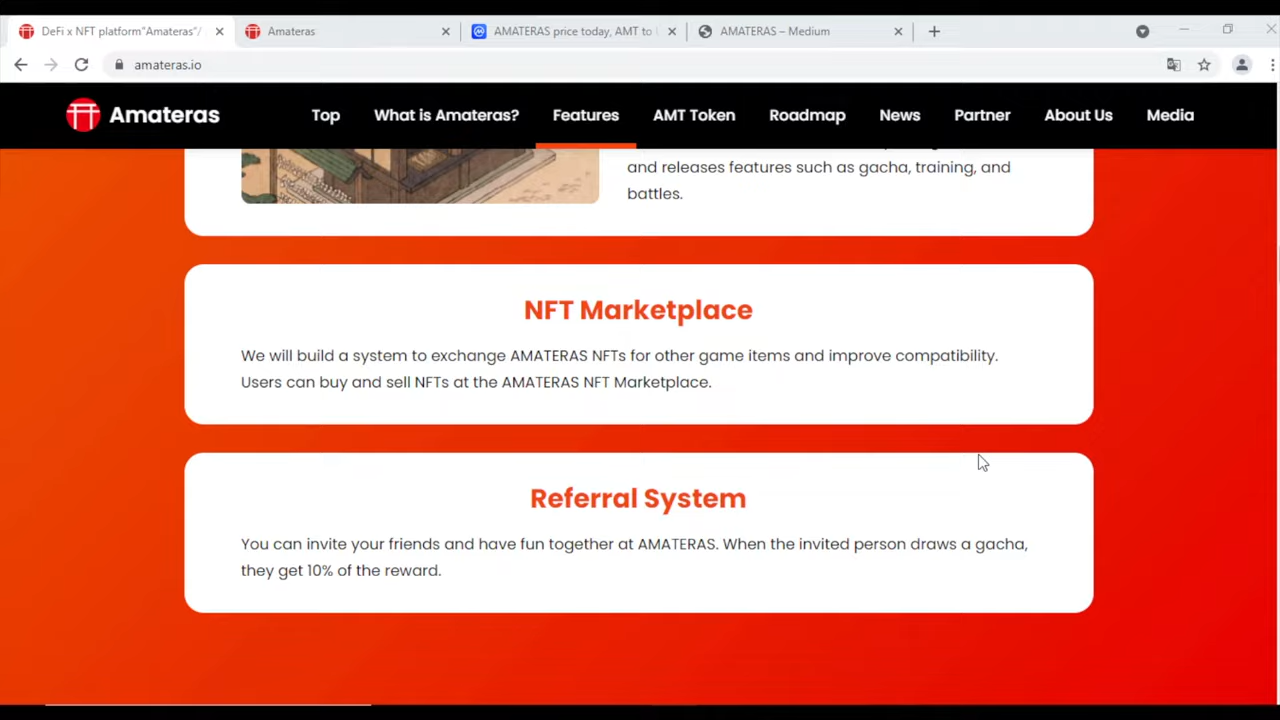 DeFi x NFT platform"Amateras"/
Amateras
AMATERAS price today, AMT to
AMATERAS – Medium
amateras.io
Amateras
Top
What is Amateras?
Features
AMT Token
Roadmap
News
Partner
About Us
Media
and releases features such as gacha, training, and
battles.
NFT Marketplace
We will build a system to exchange AMATERAS NFTs for other game items and improve compatibility.
Users can buy and sell NFTs at the AMATERAS NFT Marketplace.
Referral System
You can invite your friends and have fun together at AMATERAS. When the invited person draws a gacha,
they get 10% of the reward.